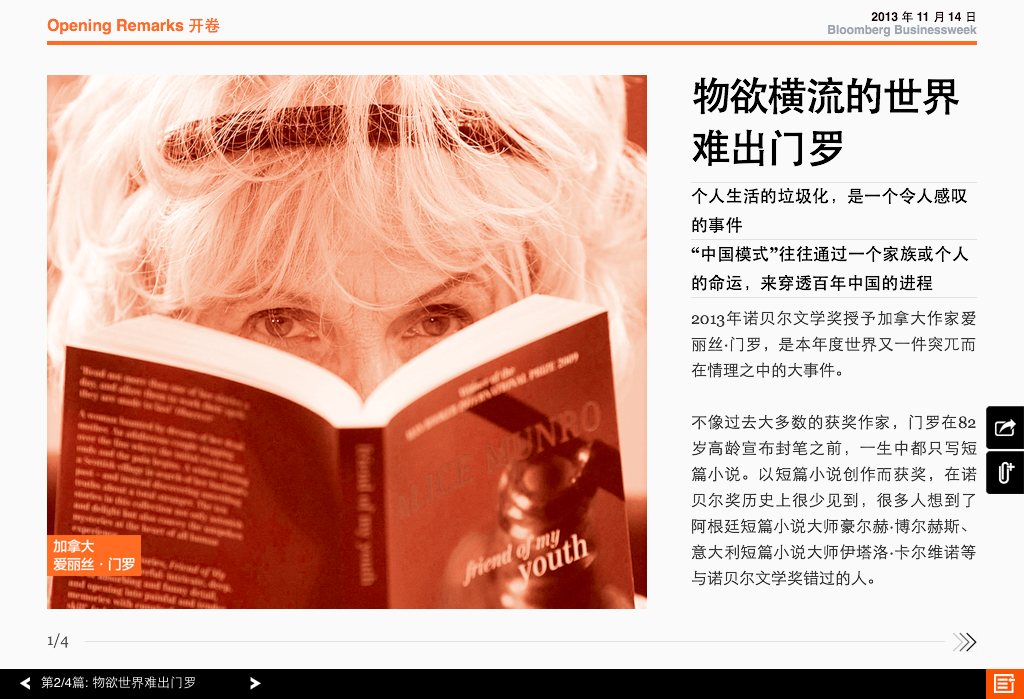 Opening Remarks 开卷
2013 年 11 月 14 日
Bloomberg Businessweek
物欲横流的世界
难出门罗
个人生活的垃圾化，是一个令人感叹
的事件
“中国模式”往往通过一个家族或个人
的命运，来穿透百年中国的进程
2013年诺贝尔文学奖授予加拿大作家爱
丽丝·门罗，是本年度世界又一件突兀而
在情理之中的大事件。
不像过去大多数的获奖作家，门罗在82
岁高龄宣布封笔之前，一生中都只写短
篇小说。以短篇小说创作而获奖，在诺
贝尔奖历史上很少见到，很多人想到了
阿根廷短篇小说大师豪尔赫·博尔赫斯、
意大利短篇小说大师伊塔洛·卡尔维诺等
与诺贝尔文学奖错过的人。
Winner of the
MAN BOOKER INTERNATIONAL PRIZE 2009
ALICE MUNRO
friend of my
youth
friend of my youth
加拿大
爱丽丝 · 门罗
1/4
第2/4篇: 物欲世界难出门罗